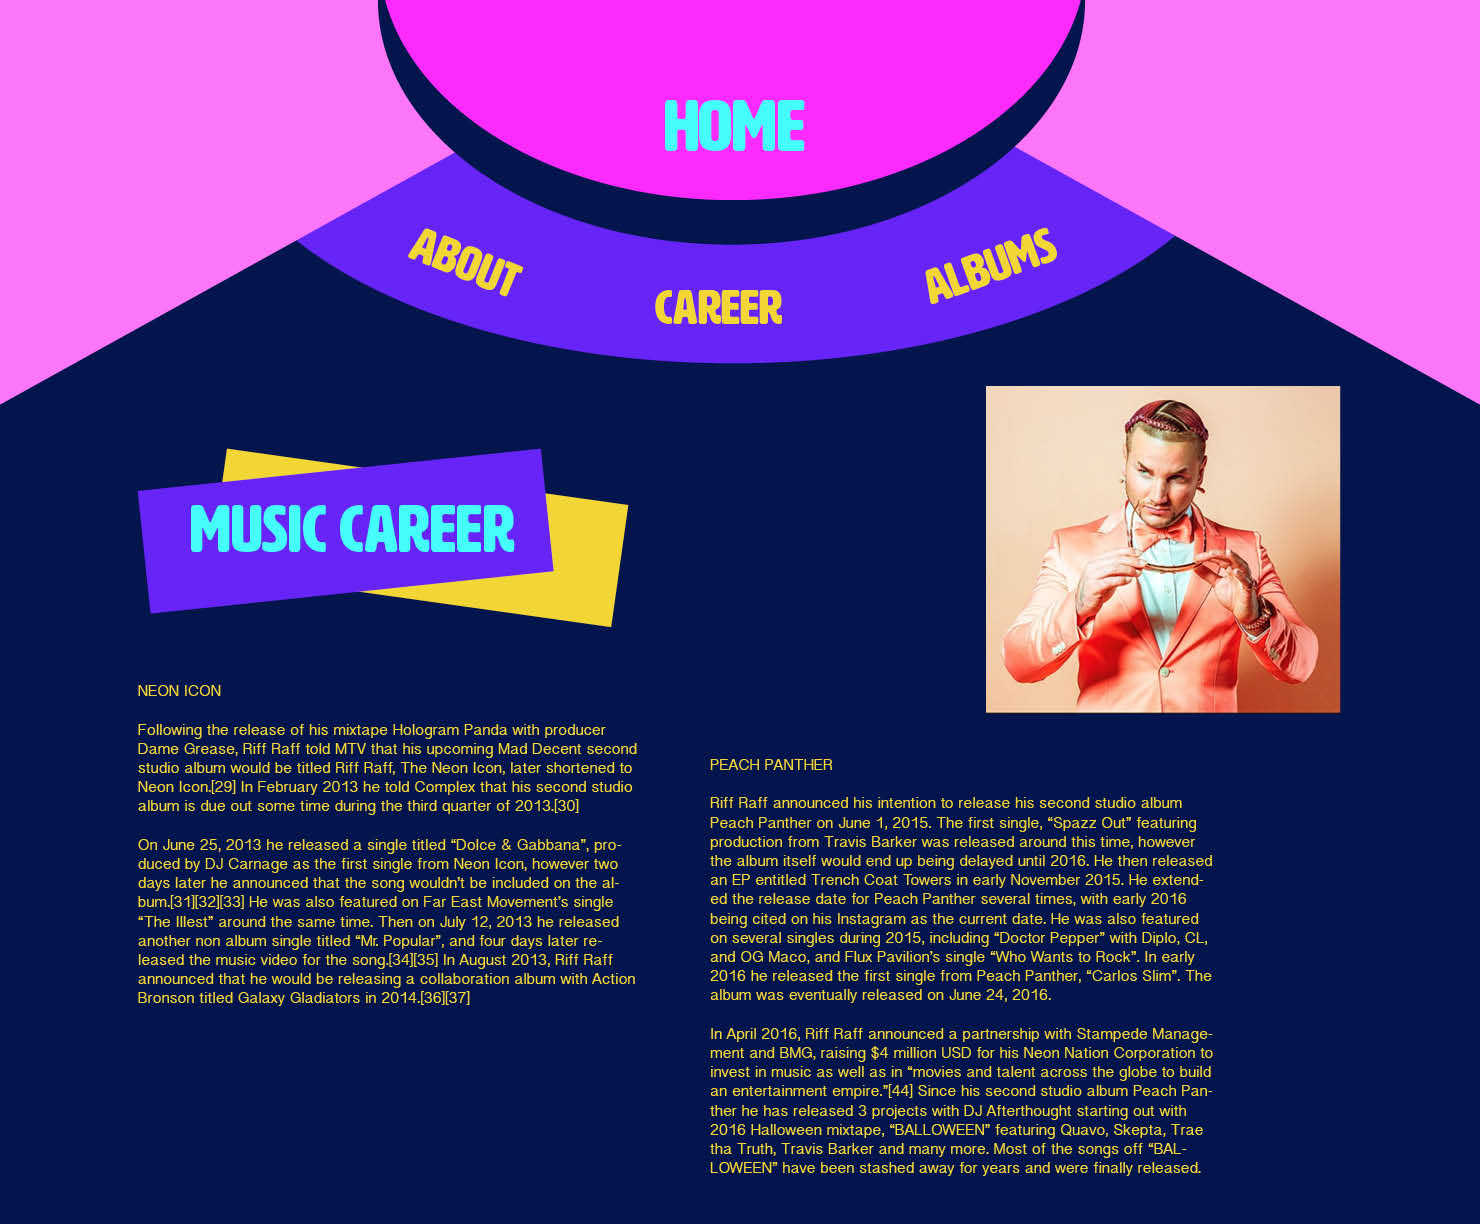 HOME
ABOUT
CAREER
ALBUMS
MUSIC CAREER
NEON ICON
Following the release of his mixtape Hologram Panda with producer
Dame Grease, Riff Raff told MTV that his upcoming Mad Decent second
studio album would be titled Riff Raff, The Neon Icon, later shortened to
Neon Icon.[29] In February 2013 he told Complex that his second studio
album is due out some time during the third quarter of 2013.[30]
On June 25, 2013 he released a single titled “Dolce & Gabbana”, pro-
duced by DJ Carnage as the first single from Neon Icon, however two
days later he announced that the song wouldn’t be included on the al-
bum.[31][32][33] He was also featured on Far East Movement’s single
“The Illest” around the same time. Then on July 12, 2013 he released
another non album single titled “Mr. Popular”, and four days later re-
leased the music video for the song.[34][35] In August 2013, Riff Raff
announced that he would be releasing a collaboration album with Action
Bronson titled Galaxy Gladiators in 2014.[36][37]
PEACH PANTHER
Riff Raff announced his intention to release his second studio album
Peach Panther on June 1, 2015. The first single, “Spazz Out” featuring
production from Travis Barker was released around this time, however
the album itself would end up being delayed until 2016. He then released
an EP entitled Trench Coat Towers in early November 2015. He extend-
ed the release date for Peach Panther several times, with early 2016
being cited on his Instagram as the current date. He was also featured
on several singles during 2015, including “Doctor Pepper” with Diplo, CL,
and OG Maco, and Flux Pavilion’s single “Who Wants to Rock”. In early
2016 he released the first single from Peach Panther, “Carlos Slim”. The
album was eventually released on June 24, 2016.
In April 2016, Riff Raff announced a partnership with Stampede Manage-
ment and BMG, raising $4 million USD for his Neon Nation Corporation to
invest in music as well as in “movies and talent across the globe to build
an entertainment empire.”[44] Since his second studio album Peach Pan-
ther he has released 3 projects with DJ Afterthought starting out with
2016 Halloween mixtape, “BALLOWEEN” featuring Quavo, Skepta, Trae
tha Truth, Travis Barker and many more. Most of the songs off “BAL-
LOWEEN” have been stashed away for years and were finally released.